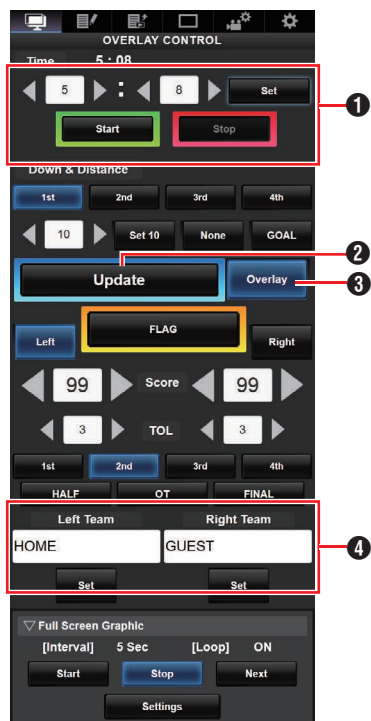 OVERLAY CONTROL
Time 5 : 08
5 : 8 Set
1
Start Stop
Down & Distance
1st 2nd 3rd 4th
10 Set 10 None GOAL
2
Update Overlay
3
FLAG
Left Right
99 Score 99
3 TOL 3
1st 2nd 3rd 4th
HALF OT FINAL
Left Team Right Team
HOME GUEST
4
Set Set
▽ Full Screen Graphic
[Interval] 5 Sec [Loop] ON
Start Stop Next
Settings